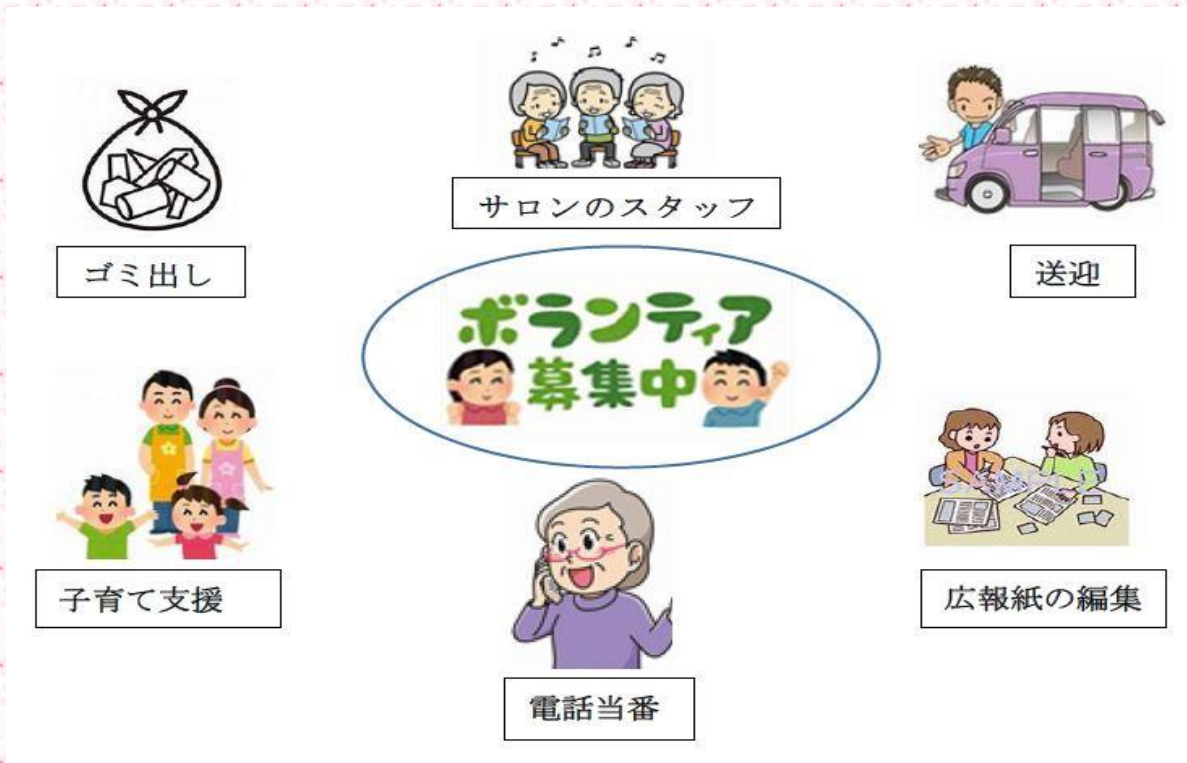 サロンのスタッフ
ゴミ出し
送迎
ボランティア
募集中
子育て支援
広報紙の編集
電話当番